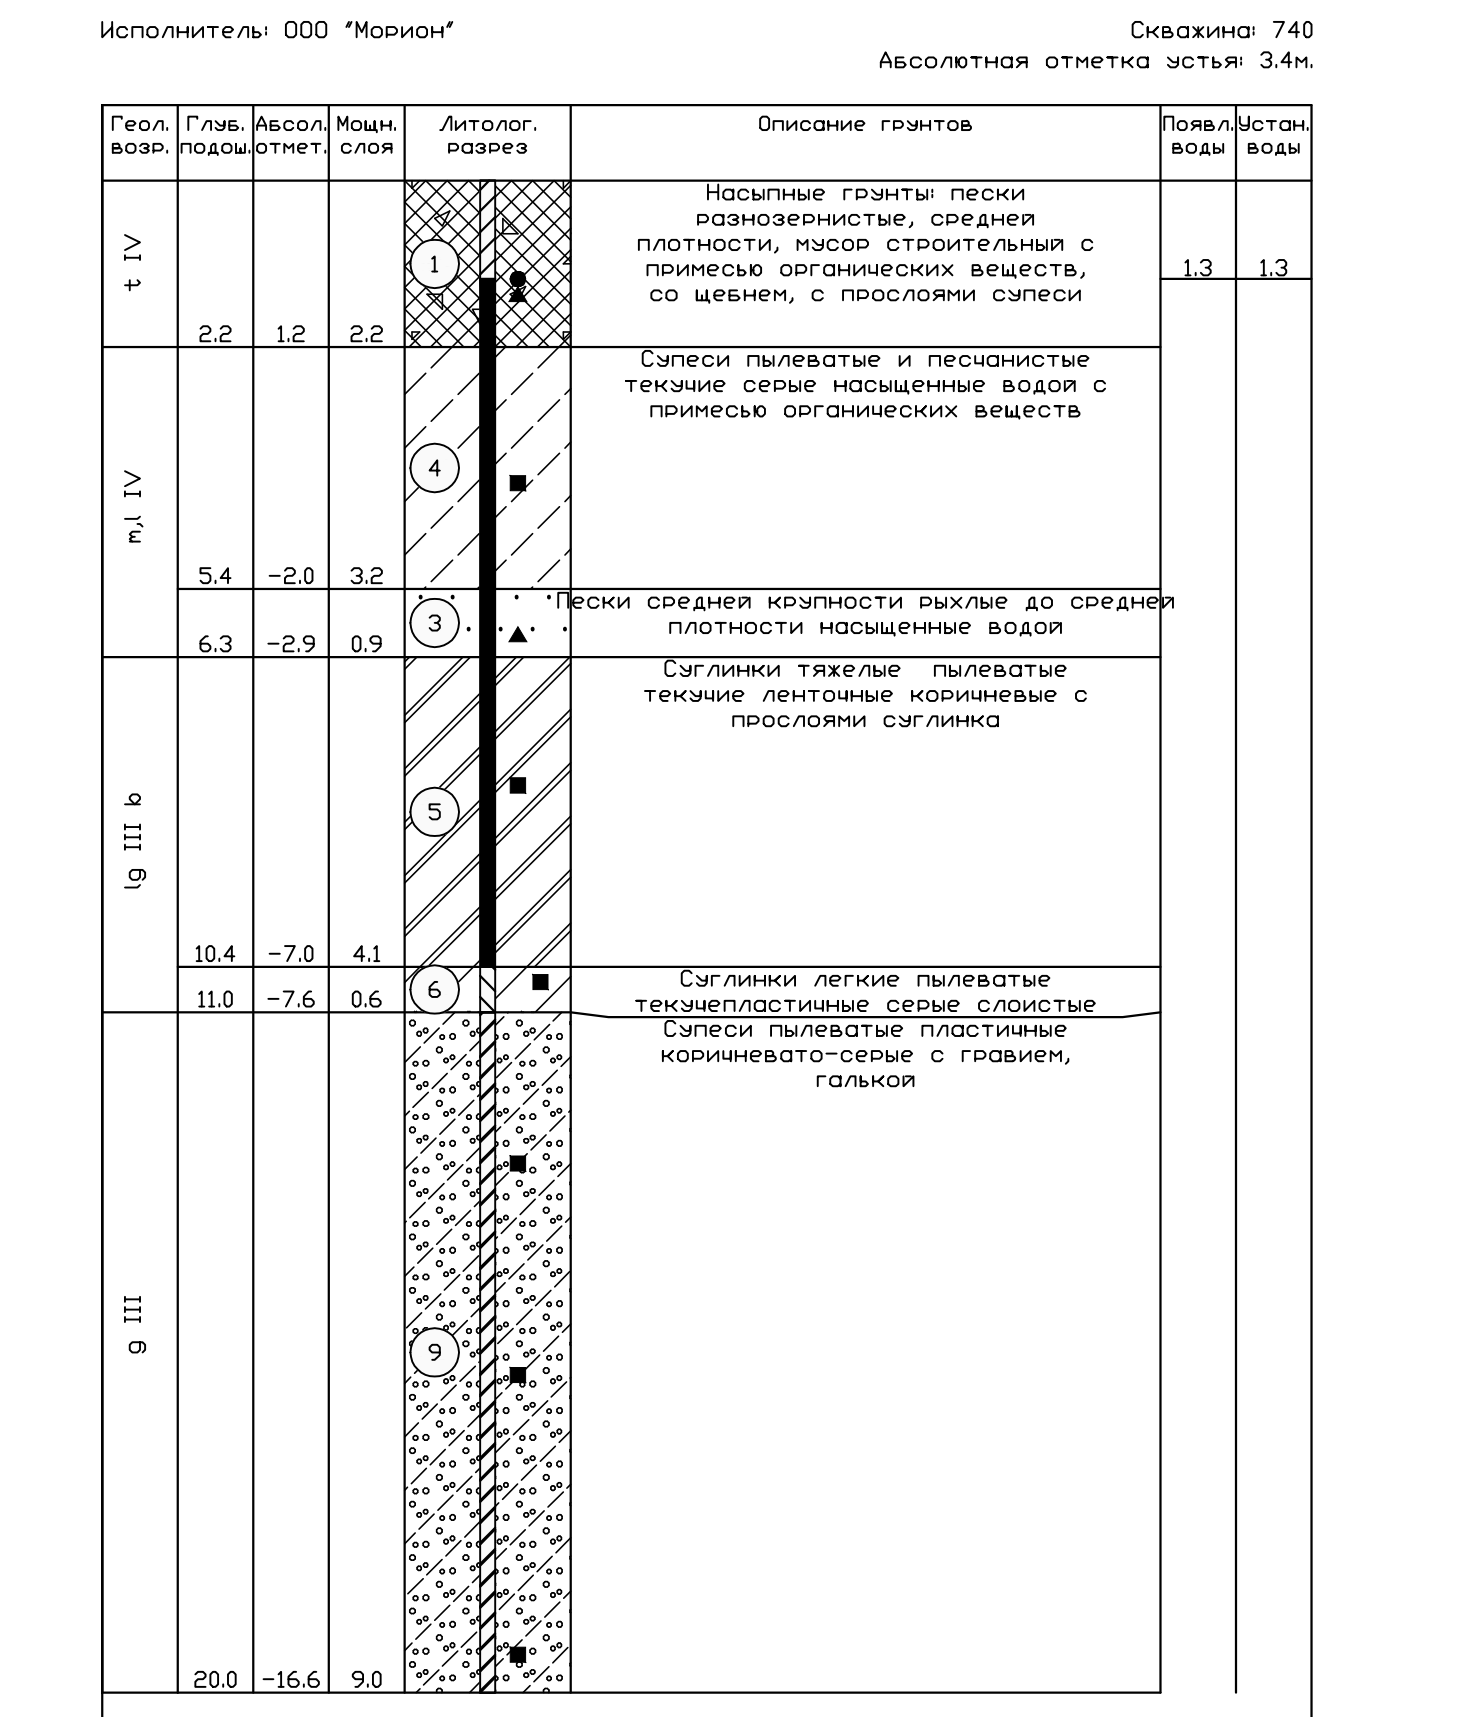 Исполнитель: ООО "Морион"
Скважина: 740
Абсолютная отметка устья: 3.4м.
Геол. возр.
Глуб. подош.
Абсол. отмет.
Мощн. слоя
Литолог. разрез
Описание грунтов
Появл. воды
Устан. воды
t IV
2.2 1.2 2.2
1
Насыпные грунты: пески
разнозернистые, средней
плотности, мусор строительный с
примесью органических веществ,
со щебнем, с прослоями супеси
1.3 1.3
m,l IV
5.4 -2.0 3.2
4
Супеси пылеватые и песчанистые
текучие серые насыщенные водой с
примесью органических веществ
6.3 -2.9 0.9
3
Пески средней крупности рыхлые до средней
плотности насыщенные водой
lg III b
10.4 -7.0 4.1
5
Суглинки тяжелые пылеватые
текучие ленточные коричневые с
прослоями суглинка
11.0 -7.6 0.6
6
Суглинки легкие пылеватые
текучепластичные серые слоистые
g III
20.0 -16.6 9.0
9
Супеси пылеватые пластичные
коричневато-серые с гравием,
галькой